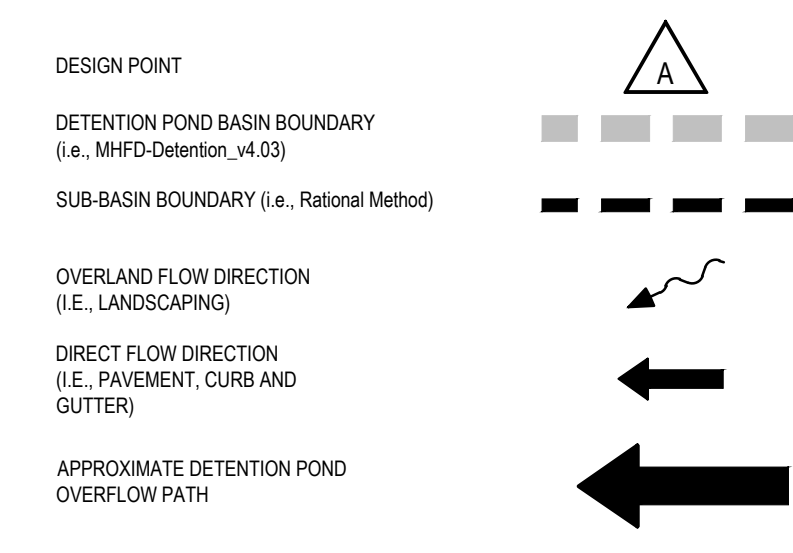 DESIGN POINT
A
DETENTION POND BASIN BOUNDARY
(i.e., MHFD-Detention_v4.03)
SUB-BASIN BOUNDARY (i.e., Rational Method)
OVERLAND FLOW DIRECTION
(I.E., LANDSCAPING)
DIRECT FLOW DIRECTION
(I.E., PAVEMENT, CURB AND
GUTTER)
APPROXIMATE DETENTION POND
OVERFLOW PATH